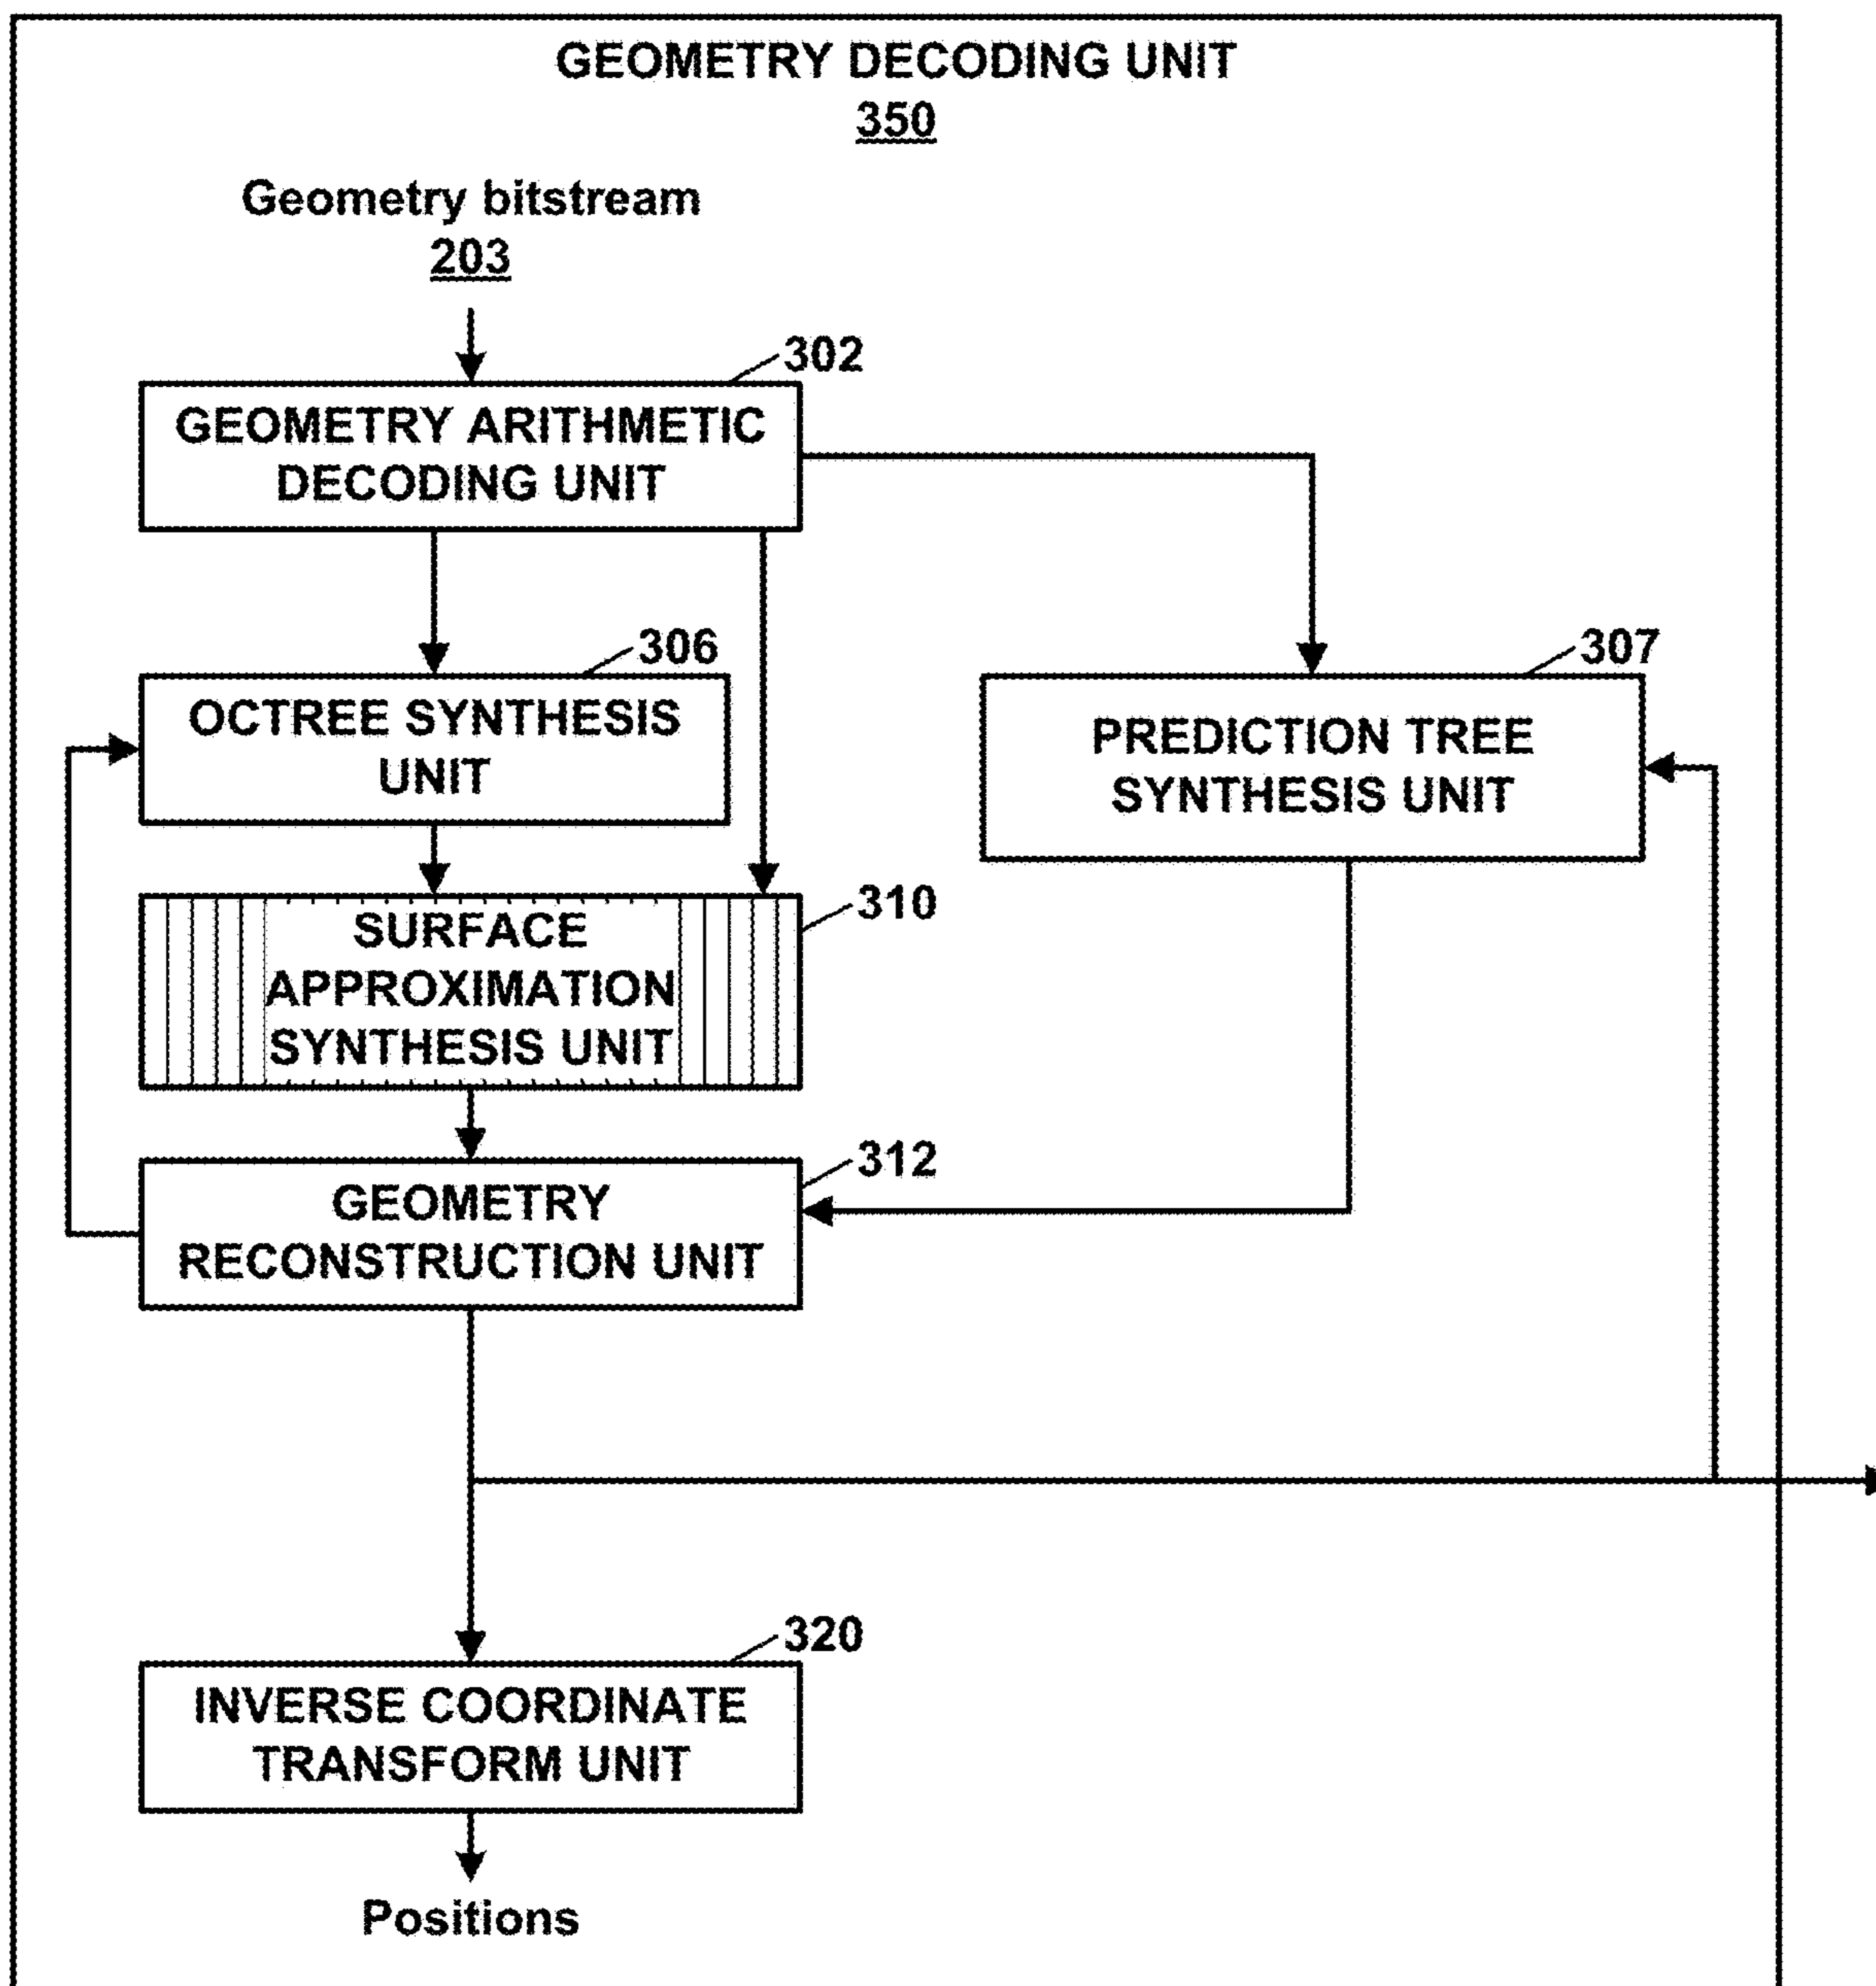 GEOMETRY DECODING UNIT
350
Geometry bitstream
203
302
GEOMETRY ARITHMETIC
DECODING UNIT
306
OCTREE SYNTHESIS
UNIT
307
PREDICTION TREE
SYNTHESIS UNIT
310
SURFACE
APPROXIMATION
SYNTHESIS UNIT
312
GEOMETRY
RECONSTRUCTION UNIT
320
INVERSE COORDINATE
TRANSFORM UNIT
Positions